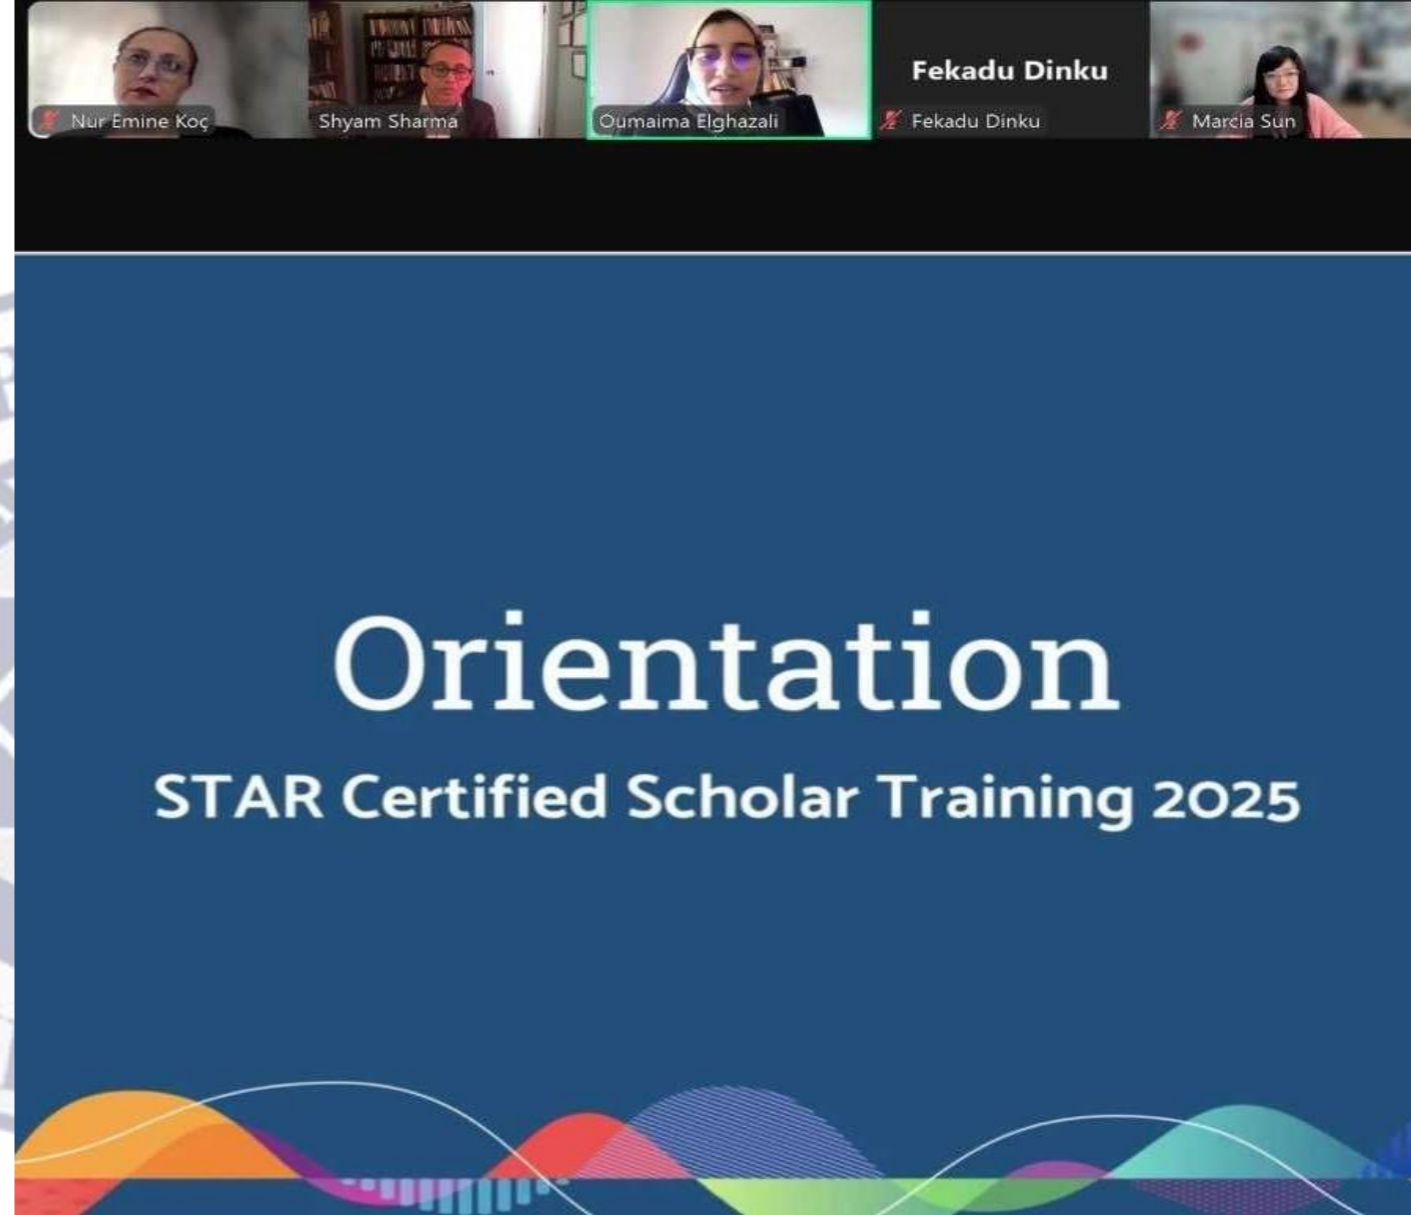 Nur Emine Koç
Shyam Sharma
Oumaima Elghazali
Fekadu Dinku
Fekadu Dinku
Marcia Sun
Orientation
STAR Certified Scholar Training 2025